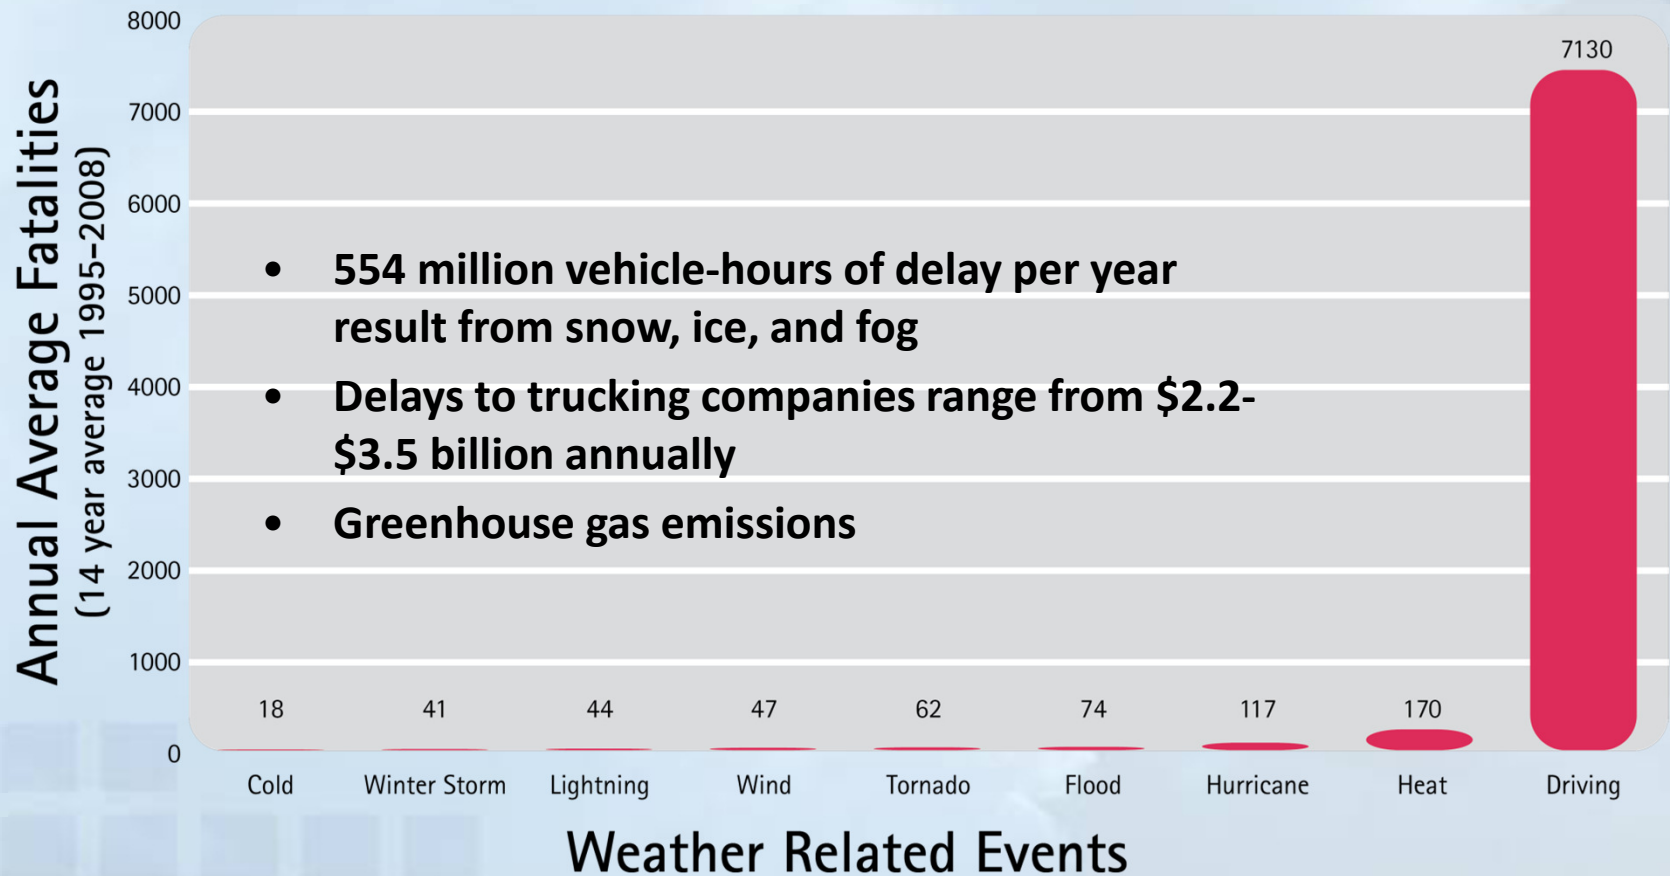 Annual Average Fatalities
(14 year average 1995-2008)
8000
7000
6000
5000
4000
3000
2000
1000
0
• 554 million vehicle-hours of delay per year
result from snow, ice, and fog
• Delays to trucking companies range from $2.2-
$3.5 billion annually
• Greenhouse gas emissions
18 41 44 47 62 74 117 170 7130
Cold Winter Storm Lightning Wind Tornado Flood Hurricane Heat Driving
Weather Related Events